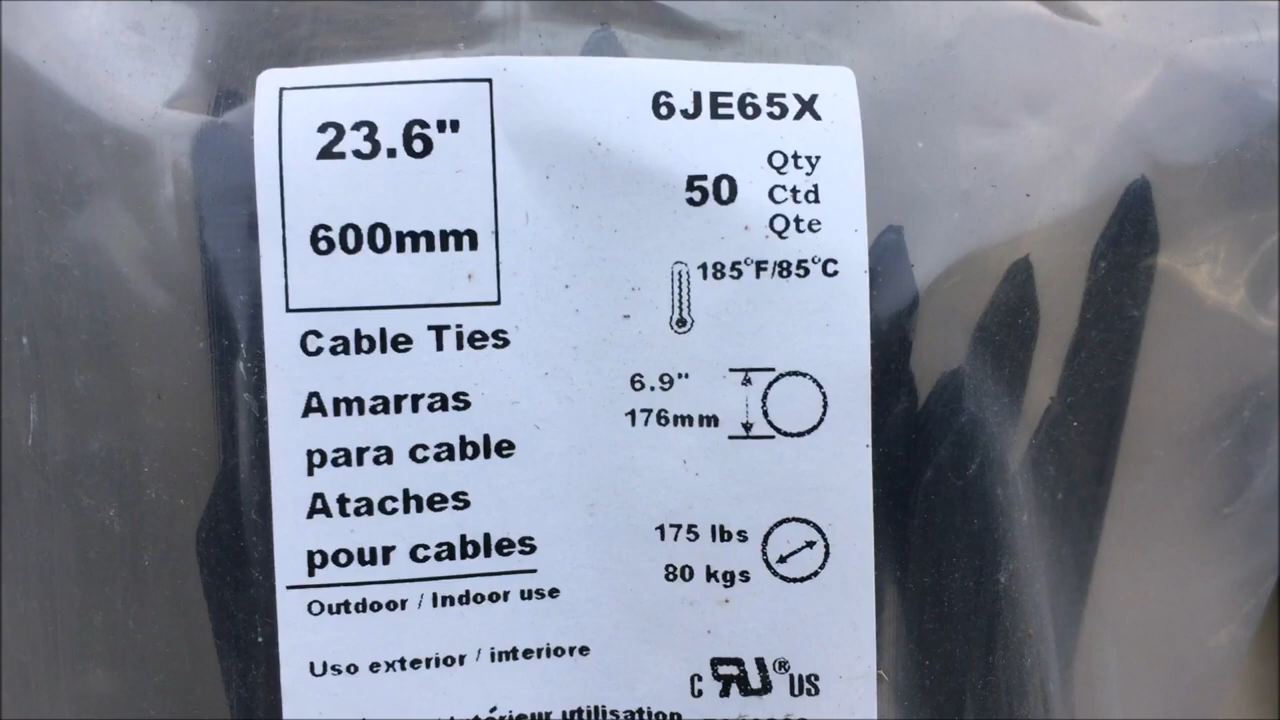 23.6"
600mm
6JE65X
50
Qty
Ctd
Qte
185°F/85°C
Cable Ties
Amarras
para cable
Ataches
pour cables
6.9"
176mm
175 lbs
80 kgs
Outdoor / Indoor use
Uso exterior / interiore
C RU® US
utilisation